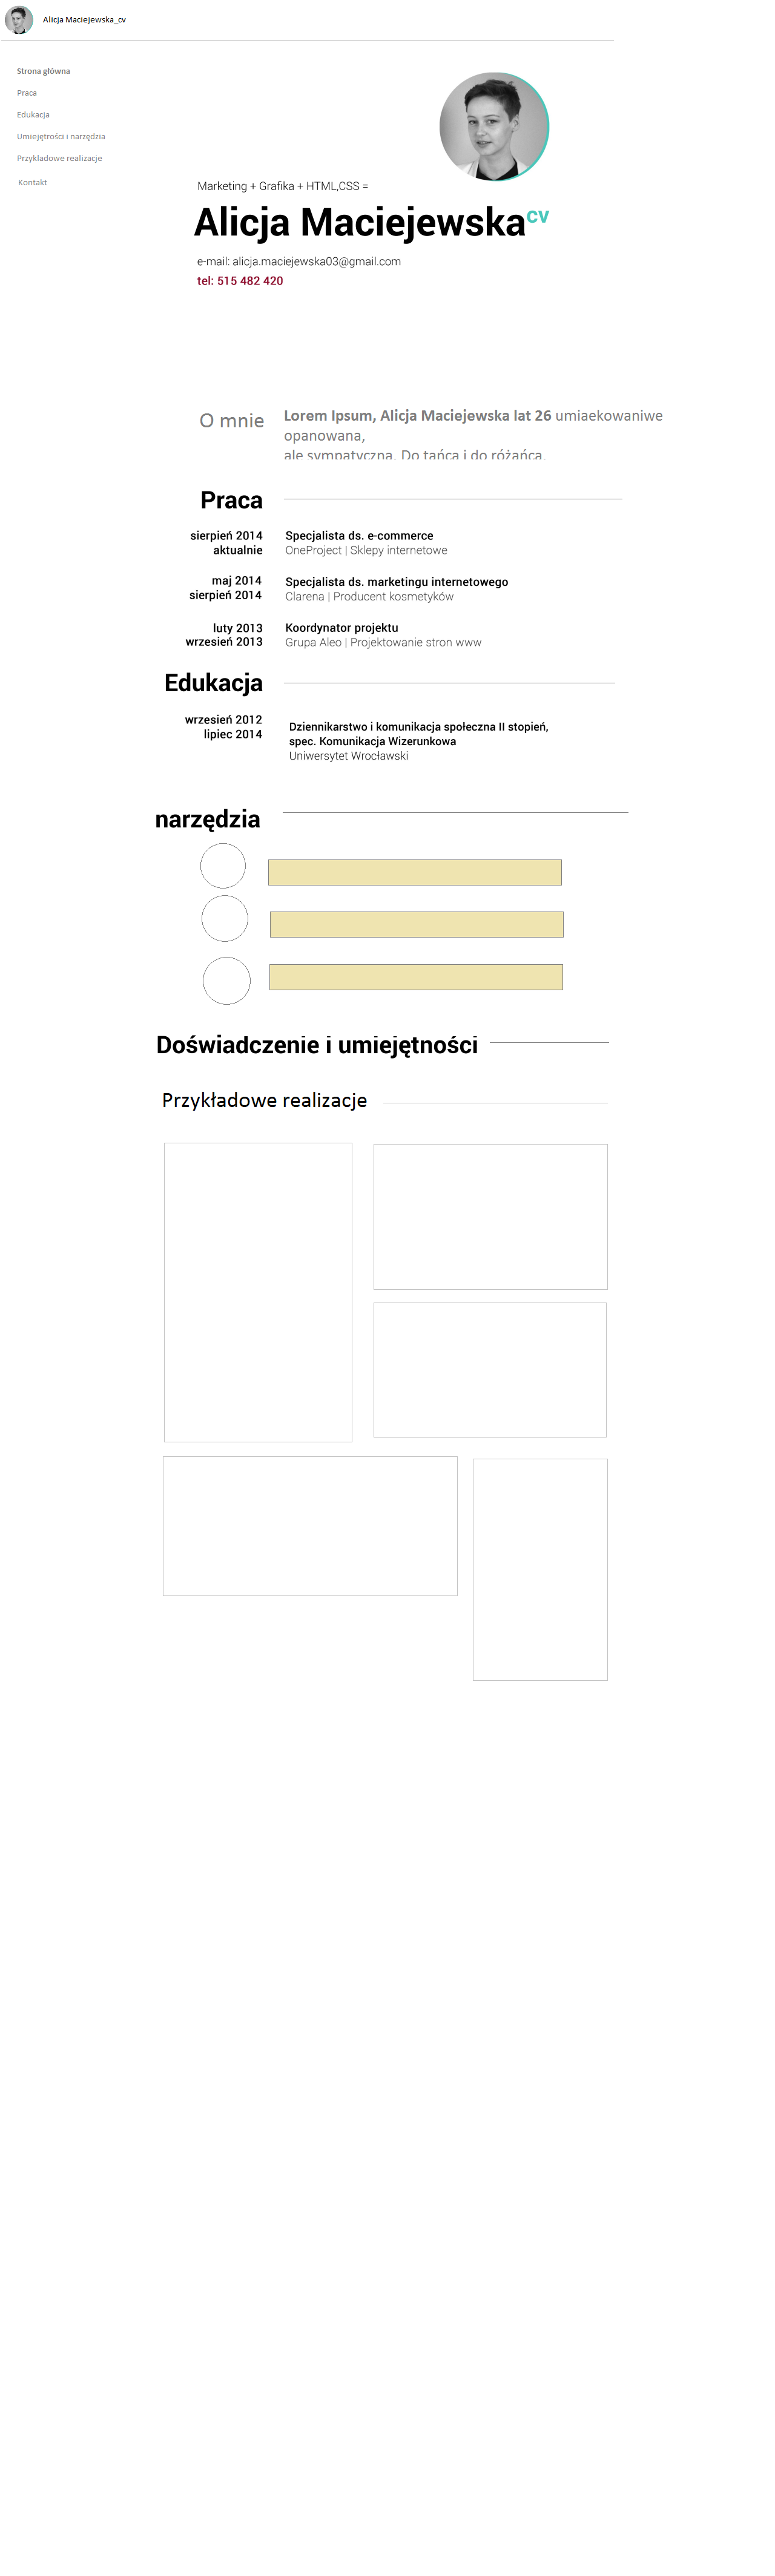 Alicja Maciejewska_cv
Strona główna
Praca
Edukacja
Umiejętrości i narzędzia
Przykladowe realizacje
Kontakt
Marketing + Grafika + HTML,CSS =
Alicja Maciejewska cv
e-mail: alicja.maciejewska03@gmail.com
tel: 515 482 420
O mnie
Lorem Ipsum, Alicja Maciejewska lat 26 umiaekowaniwe
opanowana,
ale sympatyczna. Do tańca i do różańca.
Praca
sierpień 2014
aktualnie
Specjalista ds. e-commerce
OneProject | Sklepy internetowe
maj 2014
sierpień 2014
Specjalista ds. marketingu internetowego
Clarena | Producent kosmetyków
luty 2013
wrzesień 2013
Koordynator projektu
Grupa Aleo | Projektowanie stron www
Edukacja
wrzesień 2012
lipiec 2014
Dziennikarstwo i komunikacja społeczna II stopień,
spec. Komunikacja Wizerunkowa
Uniwersytet Wrocławski
narzędzia
Doświadczenie i umiejętności
Przykładowe realizacje